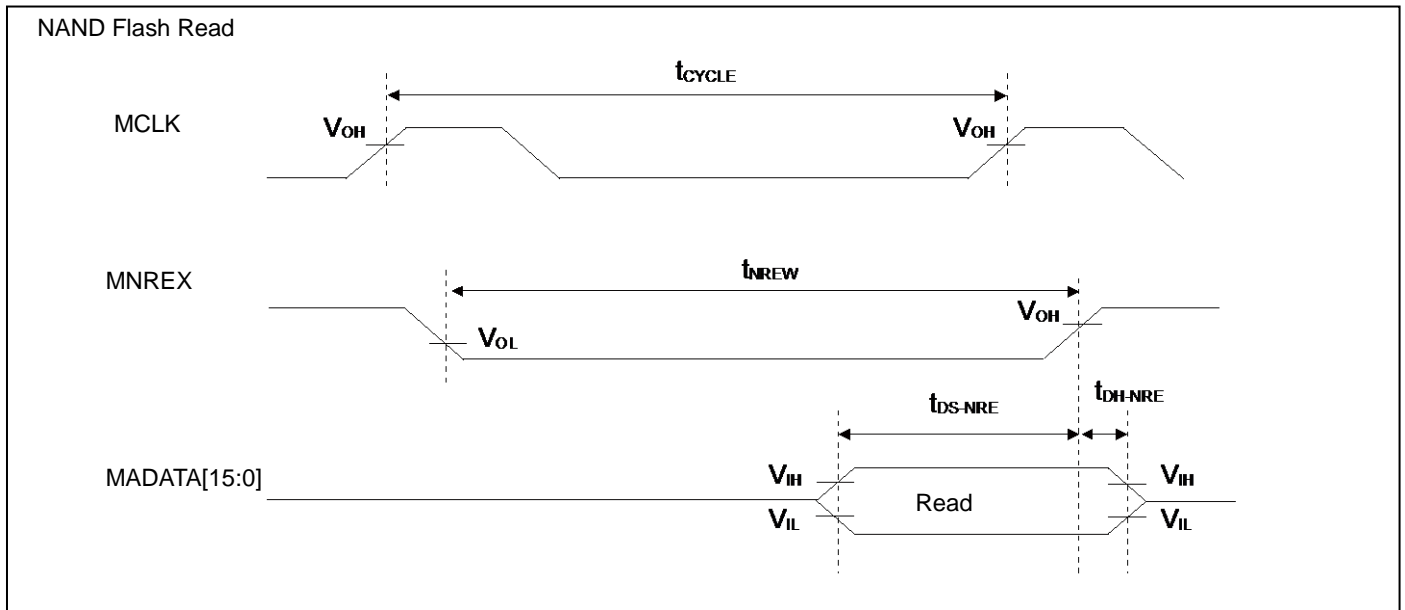 NAND Flash Read
tCYCLE
MCLK
VOH
VOH
MNREX
tNREW
VOL
VOH
tDS-NRE
tDH-NRE
MADATA[15:0]
VIH
VIL
Read
VIH
VIL